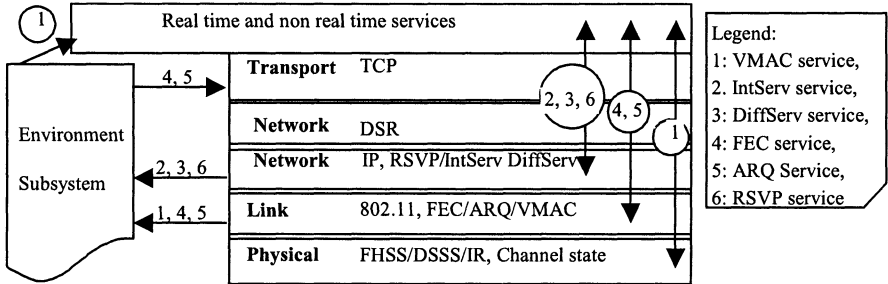 1
Real time and non real time services
Transport TCP
4, 5
2, 3, 6
4, 5
1
Network DSR
Environment
Subsystem
Network IP, RSVP/IntServ DiffServ
2, 3, 6
1, 4, 5
Link 802.11, FEC/ARQ/VMAC
Physical FHSS/DSSS/IR, Channel state
Legend:
1: VMAC service,
2. IntServ service,
3: DiffServ service,
4: FEC service,
5: ARQ Service,
6: RSVP service